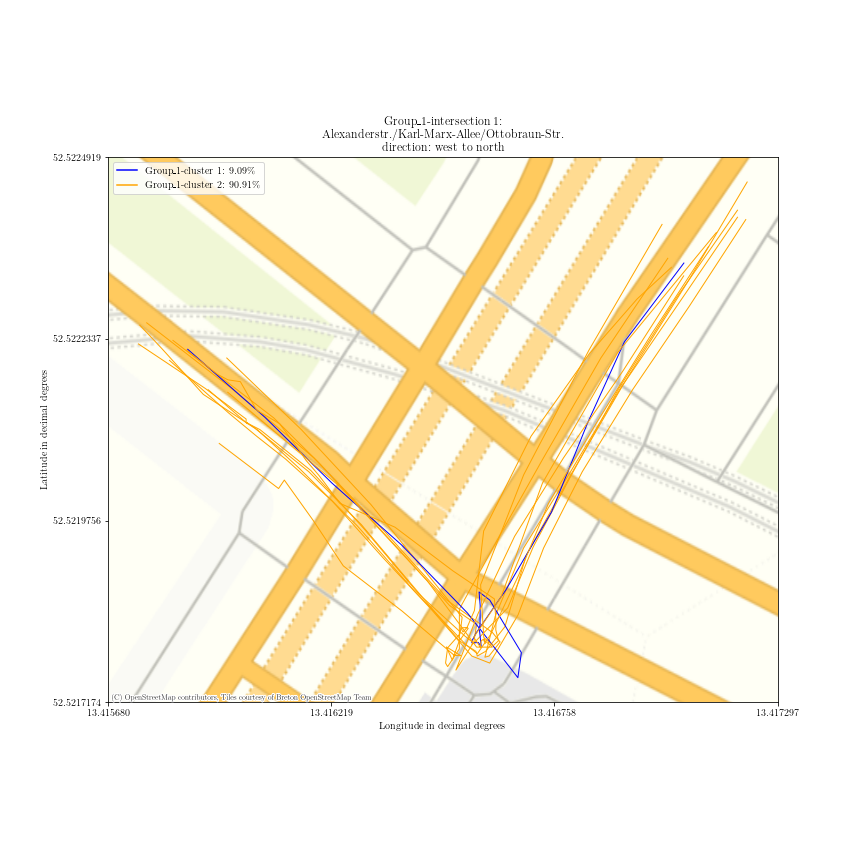 Group_1-intersection 1:
Alexanderstr./Karl-Marx-Allee/Ottobraun-Str.
direction: west to north
52.5224919
Group_1-cluster 1: 9.09%
Group_1-cluster 2: 90.91%
52.5222337
Latitude in decimal degrees
52.5219756
(C) OpenStreetMap contributors, Tiles courtesy of Breton OpenStreetMap Team
52.5217174
13.415680
13.416219
13.416758
13.417297
Longitude in decimal degrees